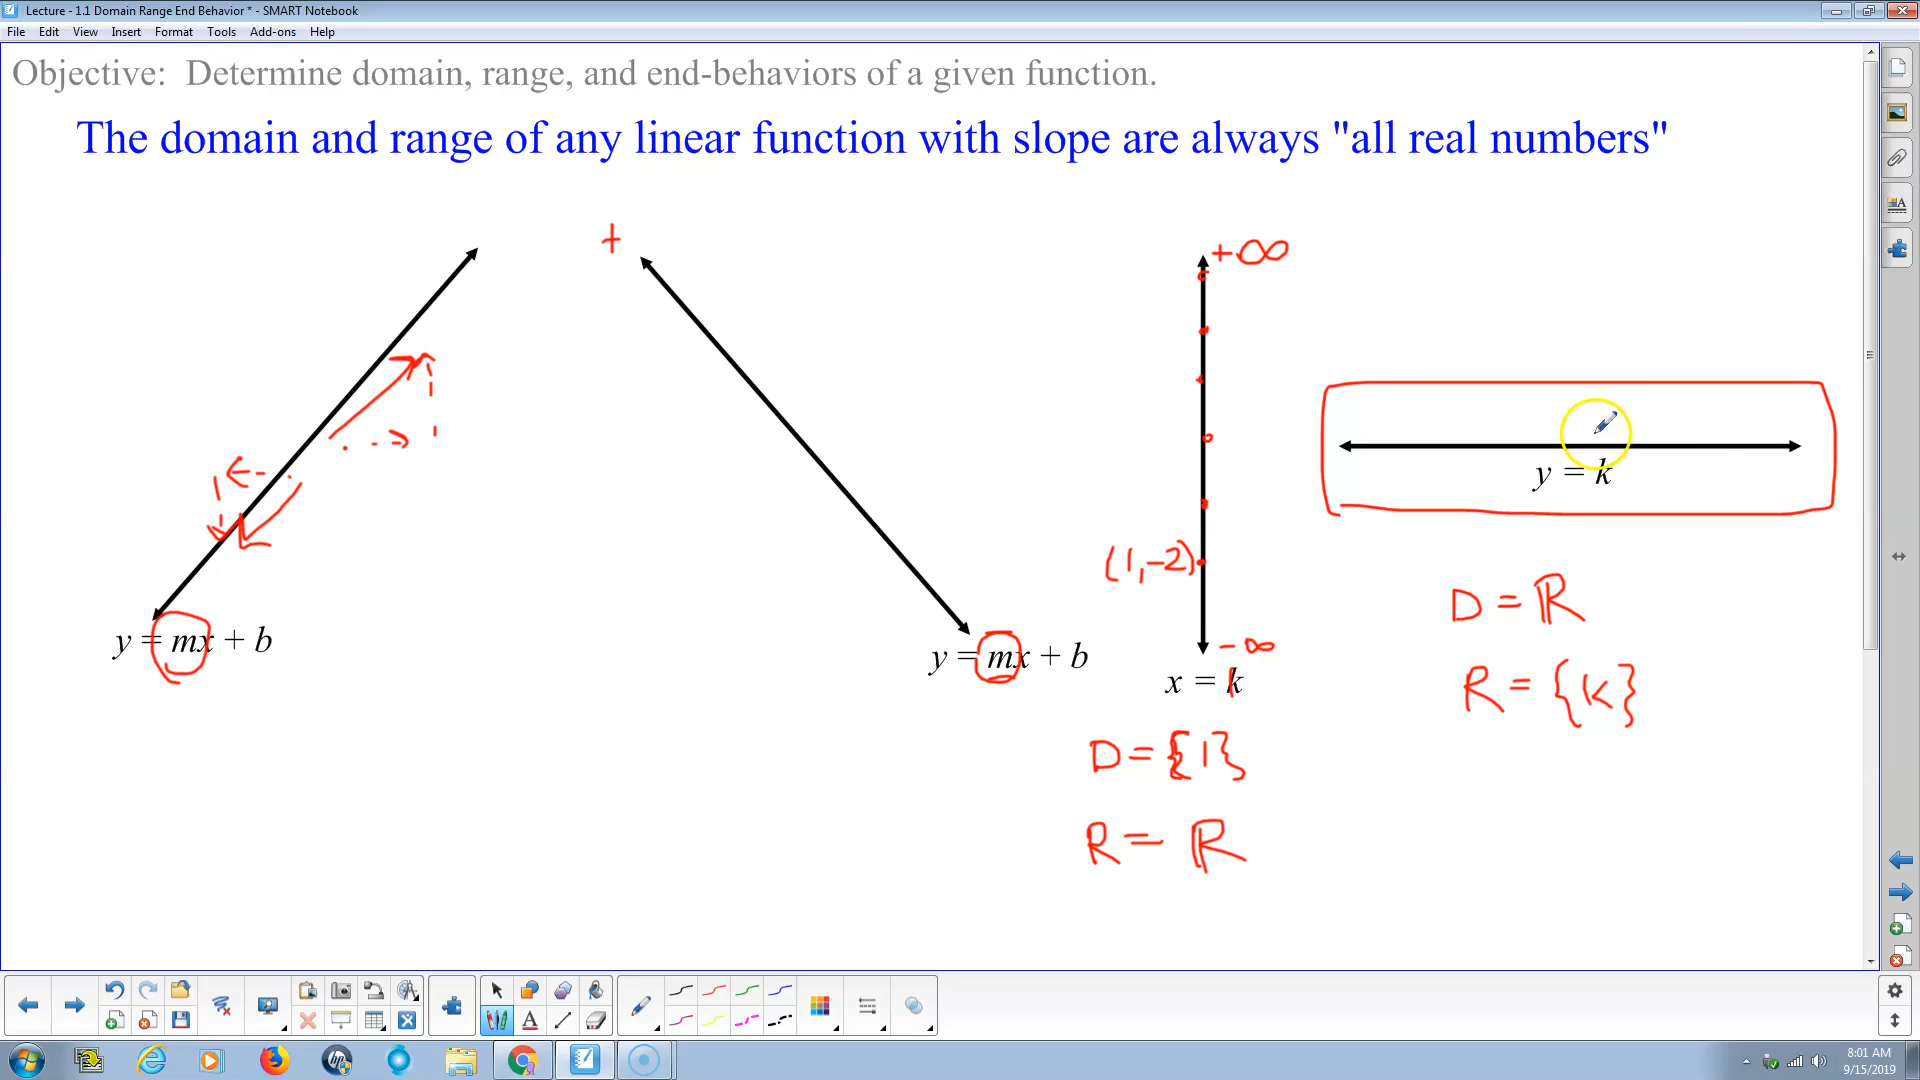 Lecture - 1.1 Domain Range End Behavior * - SMART Notebook
File Edit View Insert Format Tools Add-ons Help
Objective: Determine domain, range, and end-behaviors of a given function.
The domain and range of any linear function with slope are always "all real numbers"
+
+∞
y = k
(1,-2)
D = ℝ
y = mx + b
y = mx + b
-∞
x = k
R = {K}
D = {1}
R = ℝ
8:01 AM
9/15/2019